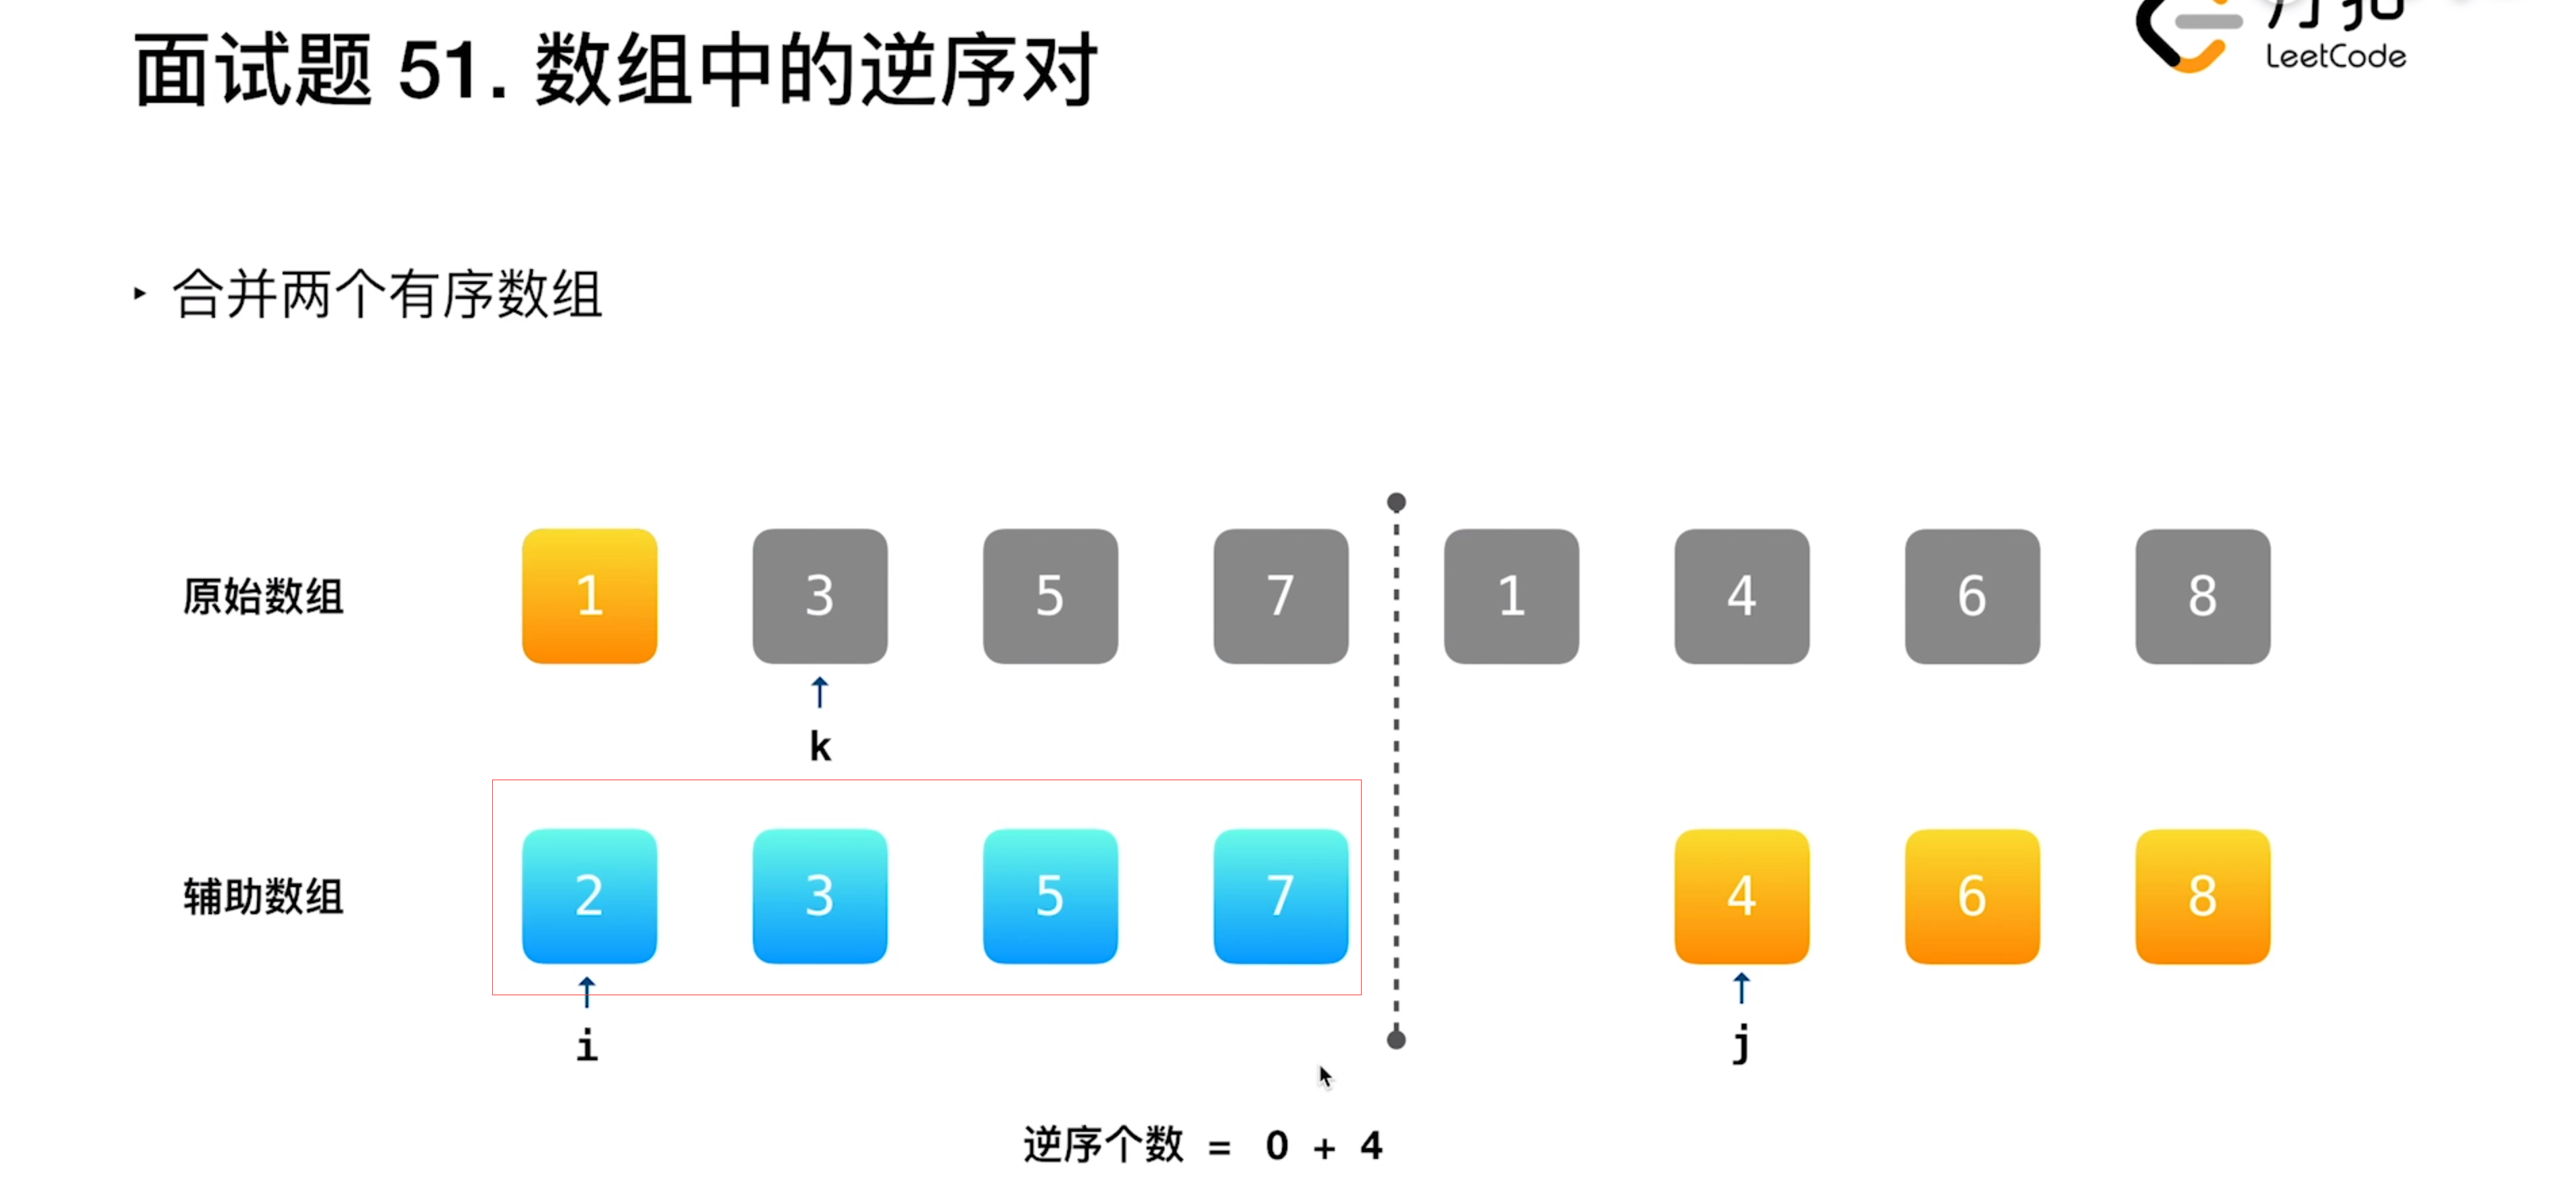 面试题 51. 数组中的逆序对
LeetCode
‣ 合并两个有序数组
原始数组 1 3 5 7 1 4 6 8
k
辅助数组 2 3 5 7 4 6 8
i j
逆序个数 = 0 + 4